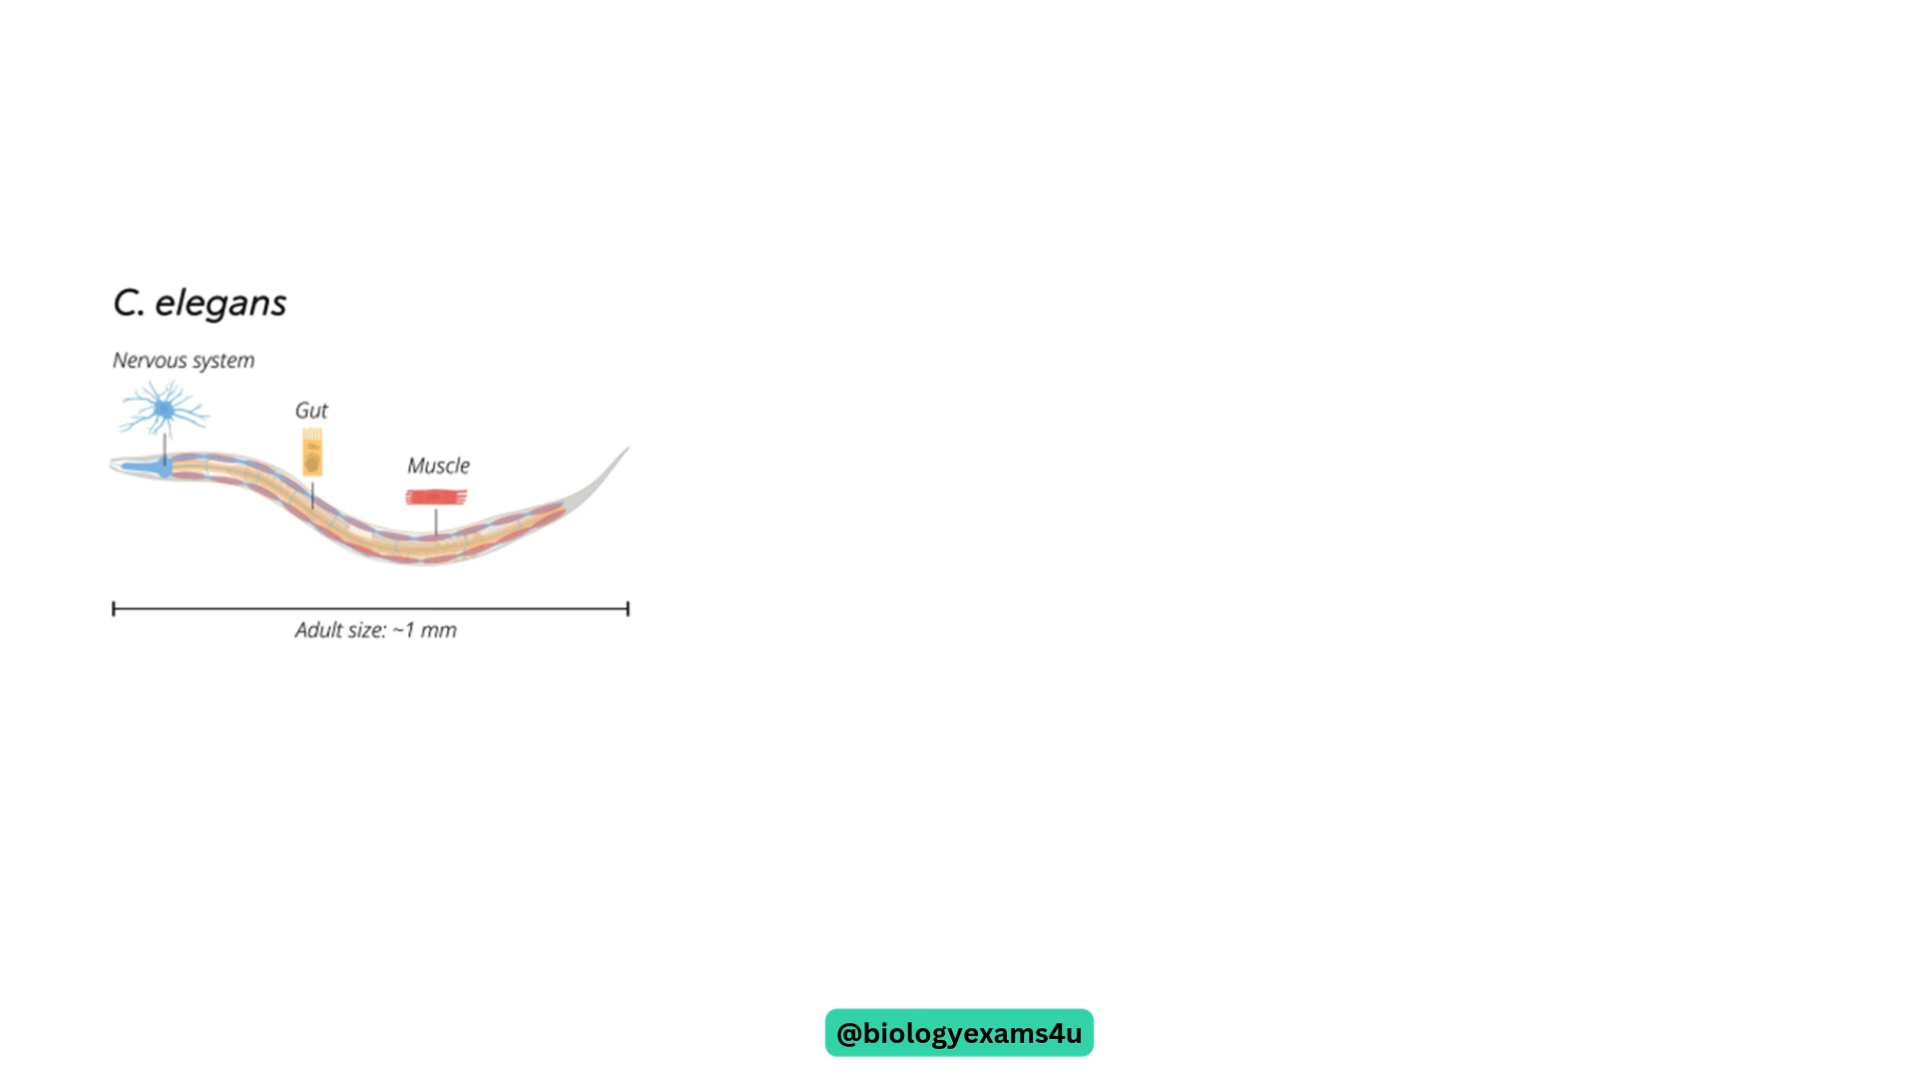 C. elegans
Nervous system
Gut
Muscle
Adult size: ~1 mm
@biologyexams4u